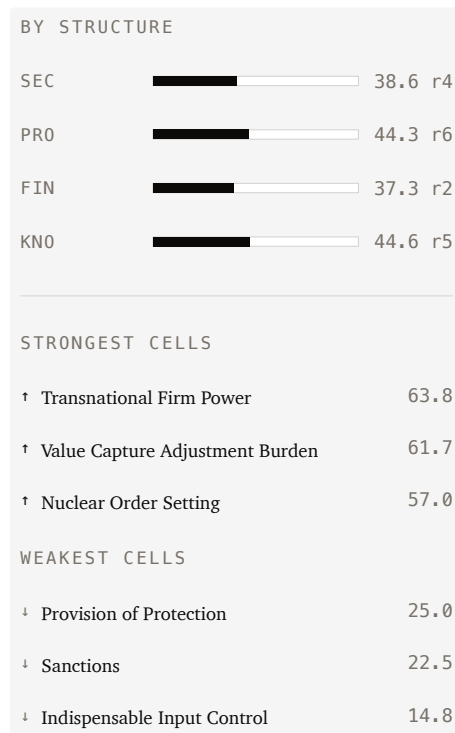 BY STRUCTURE
SEC 38.6 r4
PRO 44.3 r6
FIN 37.3 r2
KNO 44.6 r5
STRONGEST CELLS
↑ Transnational Firm Power 63.8
↑ Value Capture Adjustment Burden 61.7
↑ Nuclear Order Setting 57.0
WEAKEST CELLS
↓ Provision of Protection 25.0
↓ Sanctions 22.5
↓ Indispensable Input Control 14.8